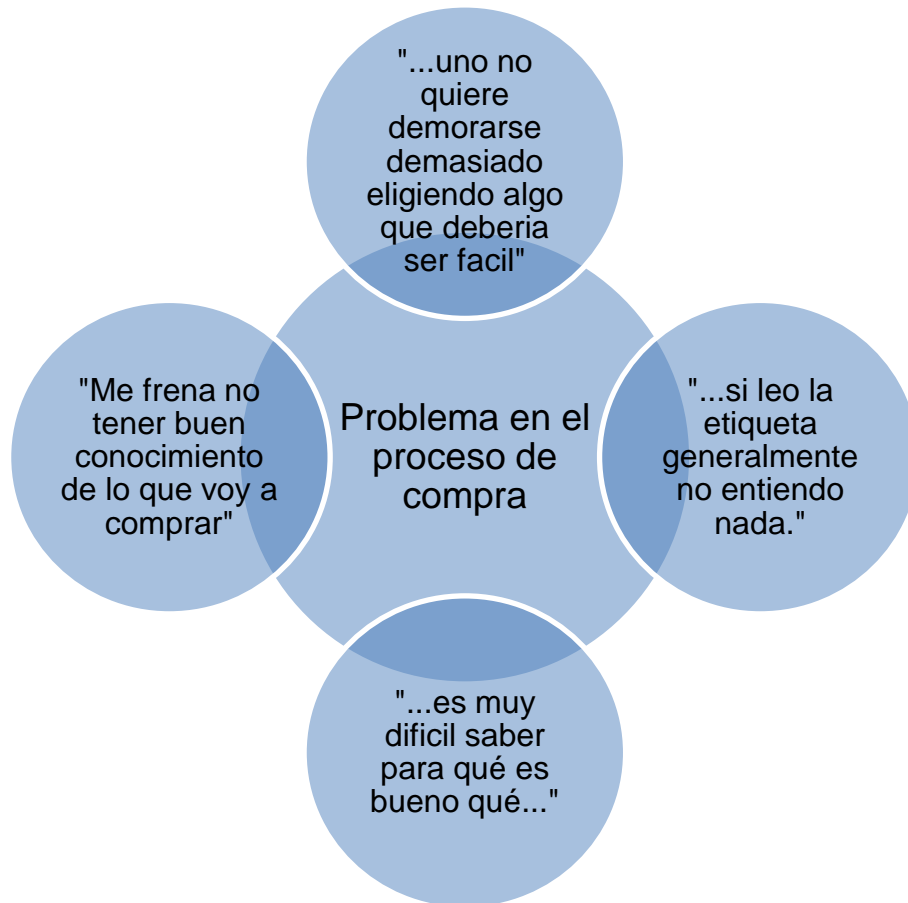 "...uno no
quiere
demorarse
demasiado
eligiendo algo
que deberia
ser facil"
"Me frena no
tener buen
conocimiento
de lo que voy a
comprar"
Problema en el
proceso de
compra
"...si leo la
etiqueta
generalmente
no entiendo
nada."
"...es muy
dificil saber
para qué es
bueno qué..."